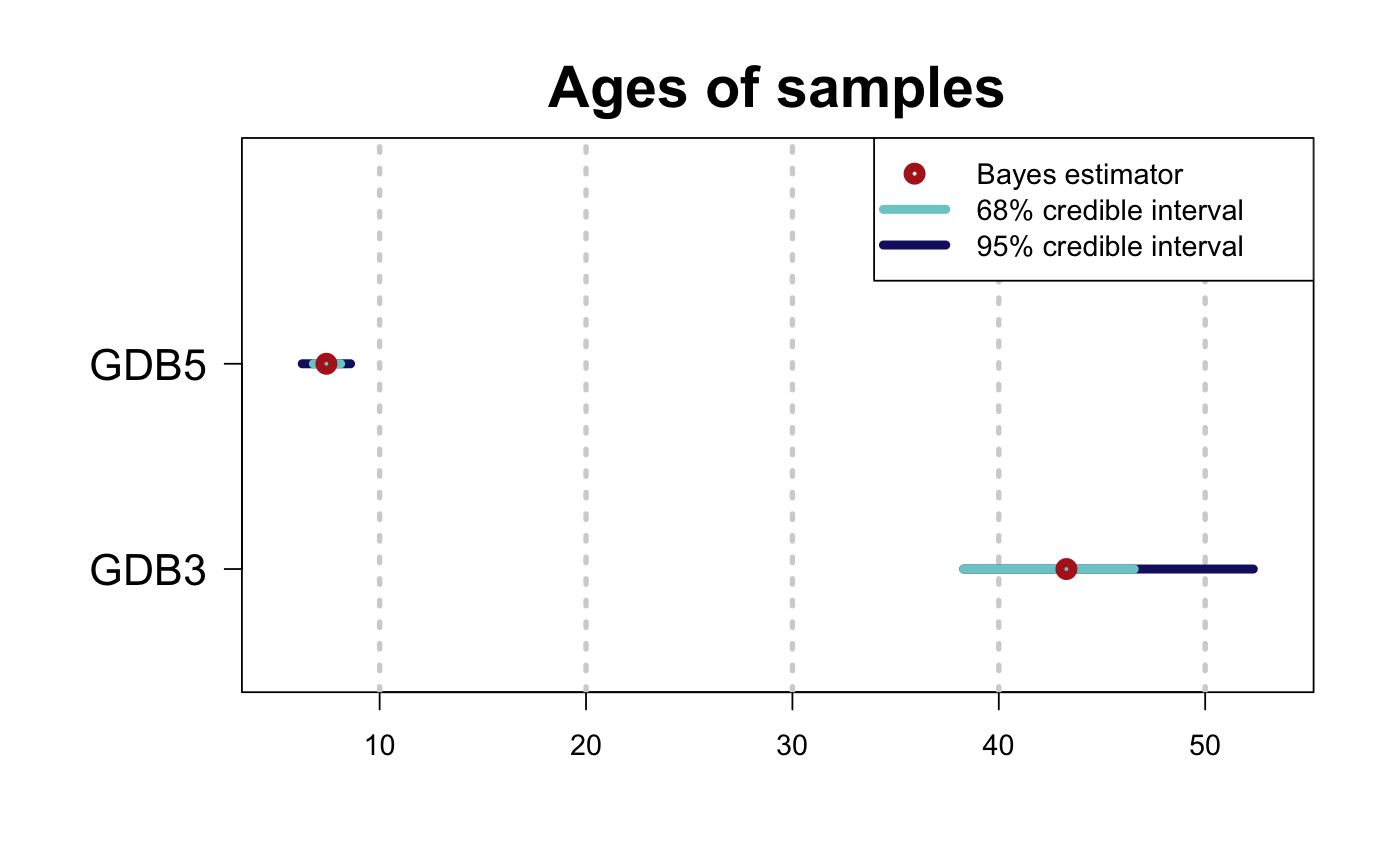 Ages of samples
Bayes estimator
68% credible interval
95% credible interval
GDB5
GDB3
10 20 30 40 50